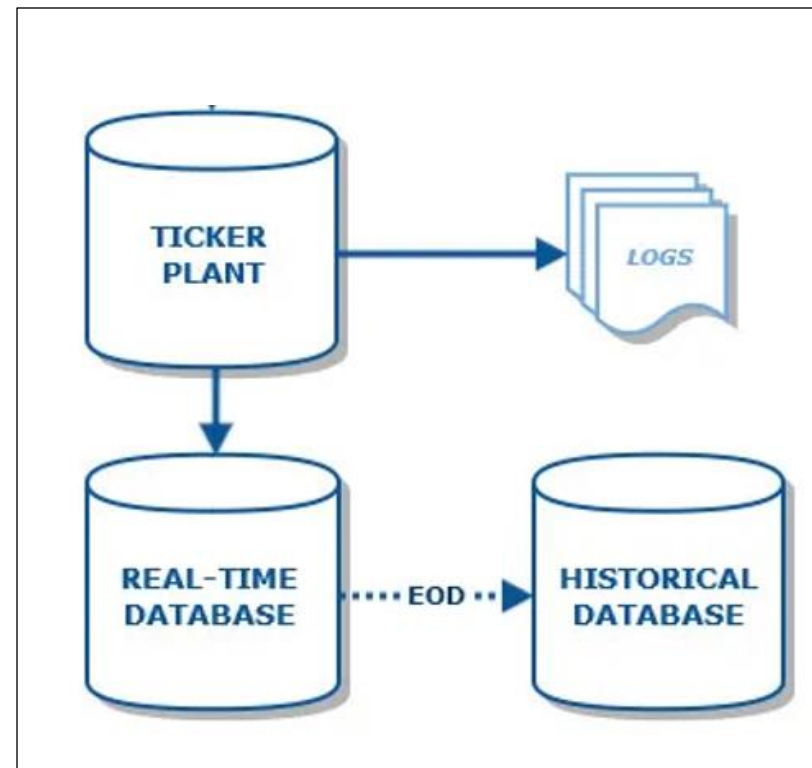 TICKER
PLANT
LOGS
REAL-TIME
DATABASE
EOD
HISTORICAL
DATABASE